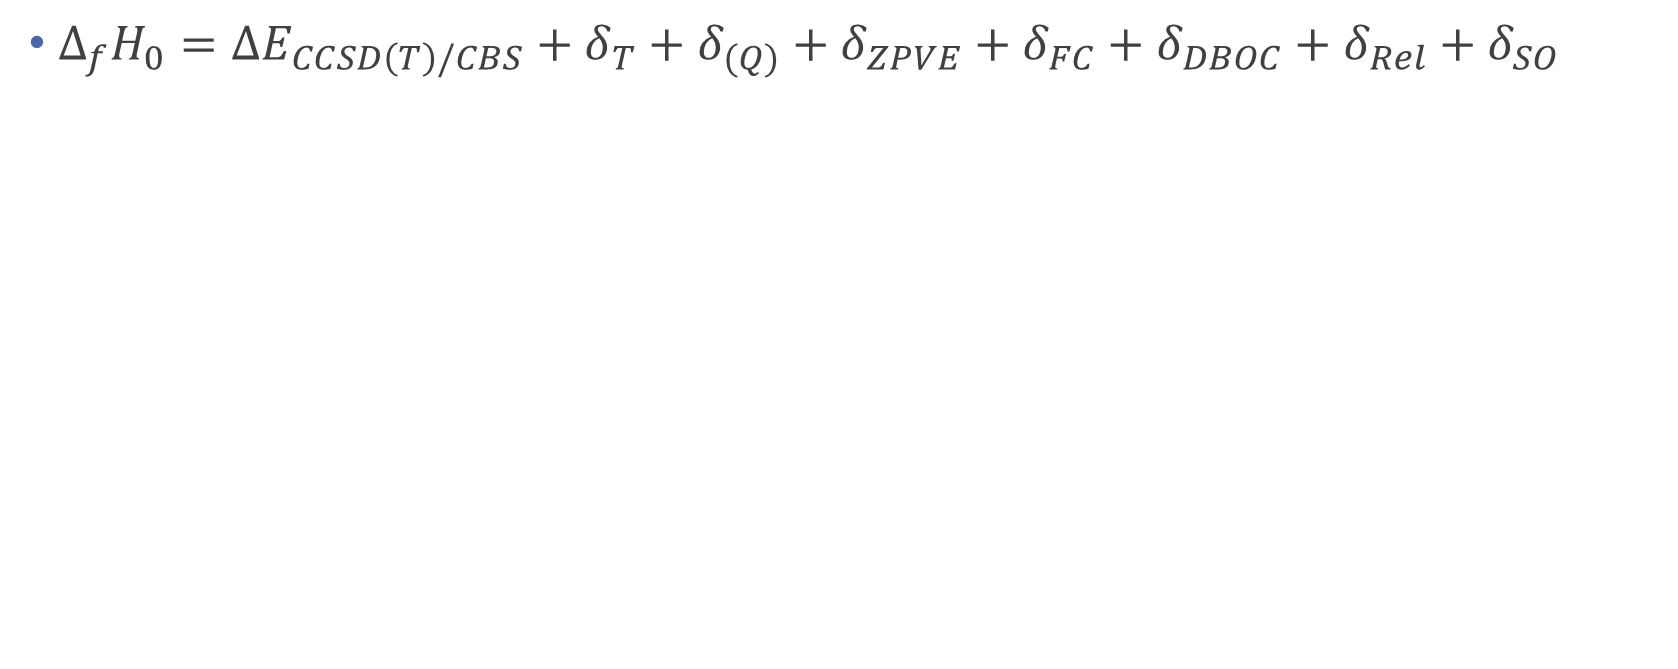 • Δ_f H_0 = ΔE_{CCSD(T)/CBS} + δ_T + δ_{(Q)} + δ_{ZPVE} + δ_{FC} + δ_{DBOC} + δ_{Rel} + δ_{SO}